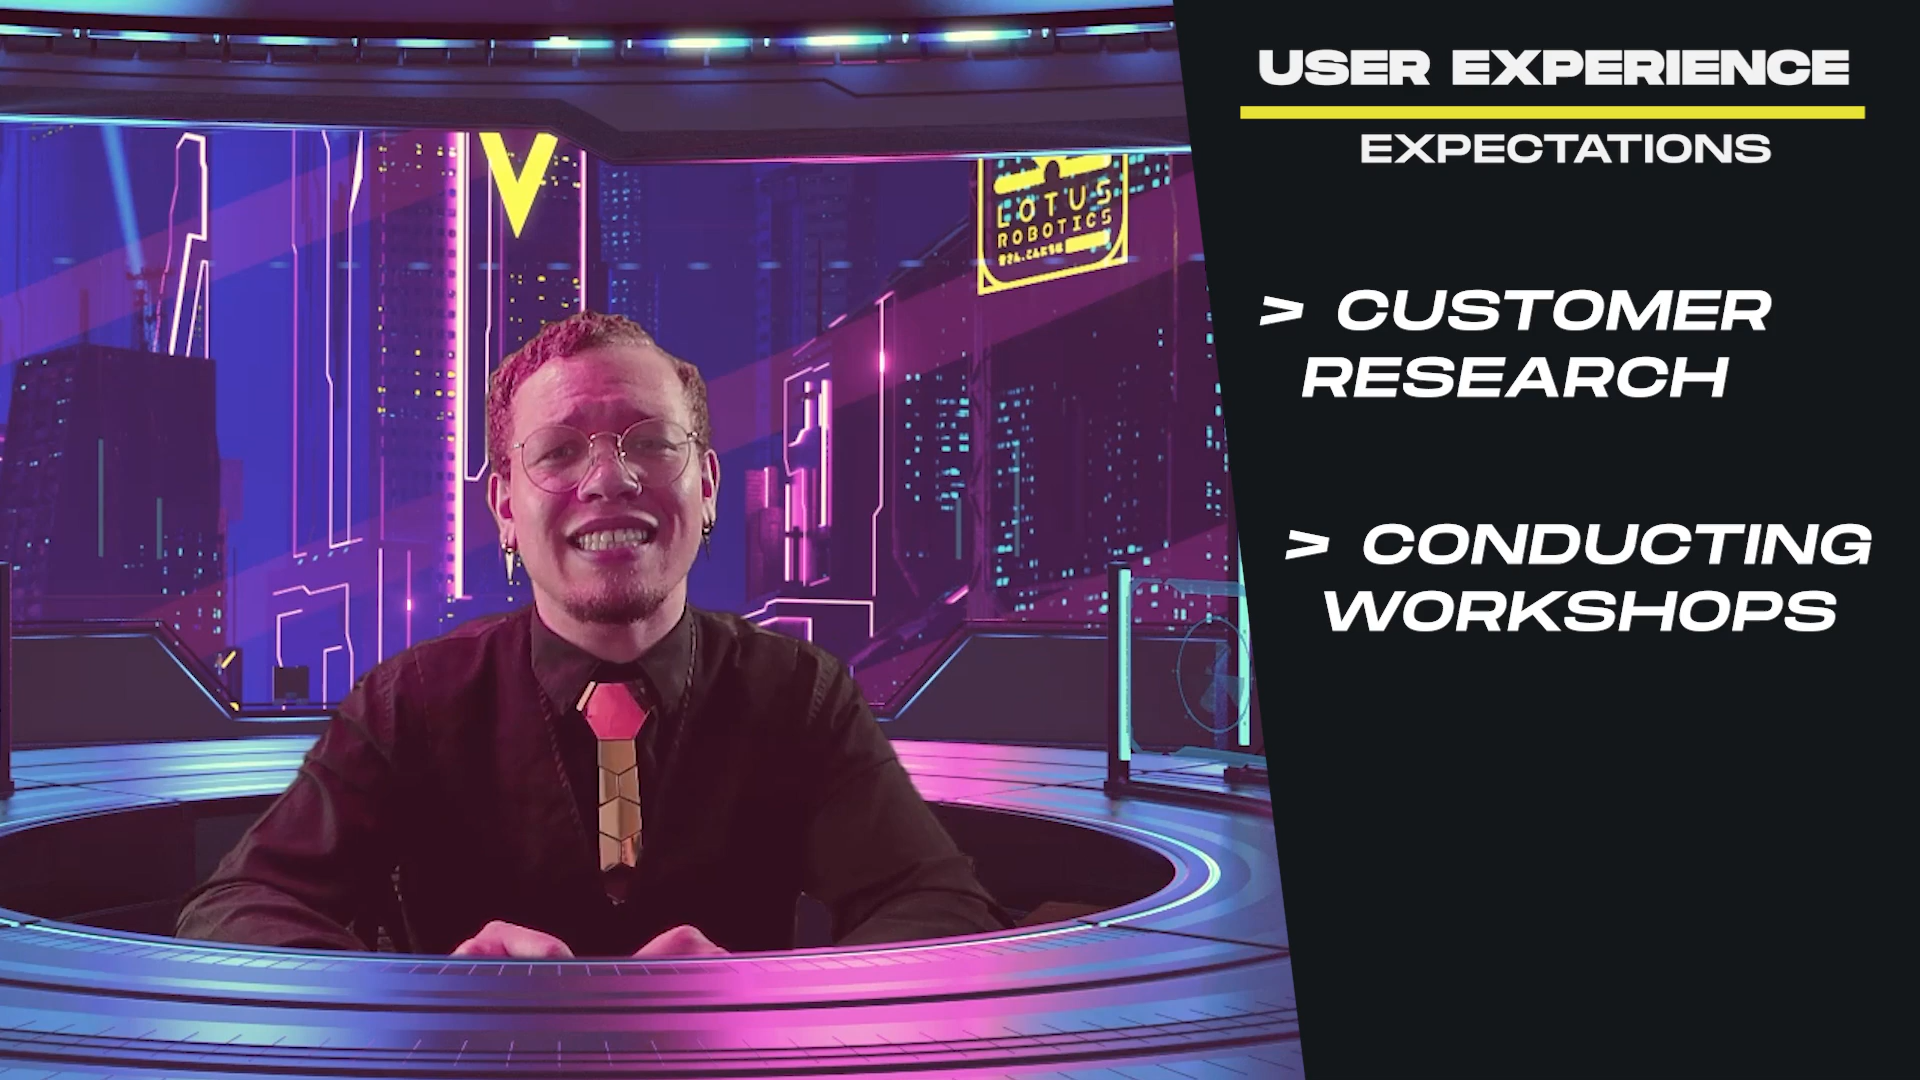 USER EXPERIENCE
EXPECTATIONS
> CUSTOMER
RESEARCH
> CONDUCTING
WORKSHOPS
LOTUS
ROBOTICS